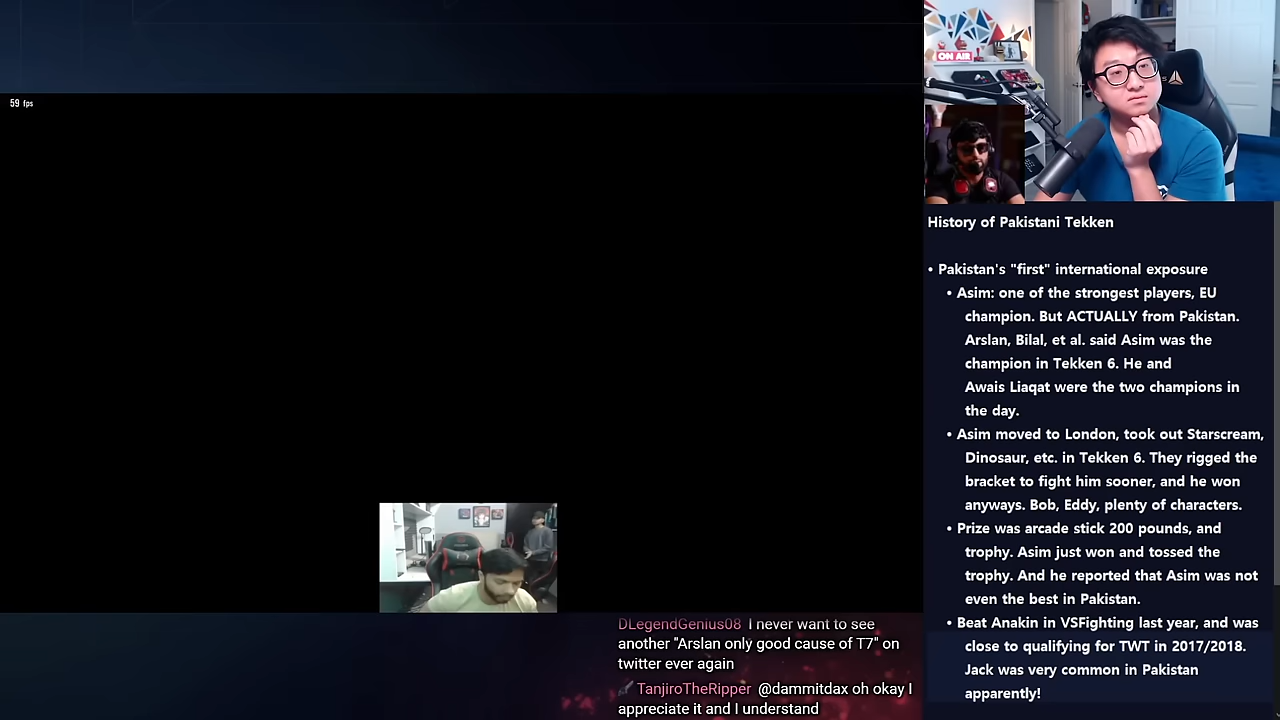 59 fps
ON AIR
History of Pakistani Tekken
• Pakistan's "first" international exposure
• Asim: one of the strongest players, EU
champion. But ACTUALLY from Pakistan.
Arslan, Bilal, et al. said Asim was the
champion in Tekken 6. He and
Awais Liaqat were the two champions in
the day.
• Asim moved to London, took out Starscream,
Dinosaur, etc. in Tekken 6. They rigged the
bracket to fight him sooner, and he won
anyways. Bob, Eddy, plenty of characters.
• Prize was arcade stick 200 pounds, and
trophy. Asim just won and tossed the
trophy. And he reported that Asim was not
even the best in Pakistan.
• Beat Anakin in VSFighting last year, and was
close to qualifying for TWT in 2017/2018.
Jack was very common in Pakistan
apparently!
DLegendGenius08 I never want to see
another "Arslan only good cause of T7" on
twitter ever again
TanjiroTheRipper @dammitdax oh okay I
appreciate it and I understand